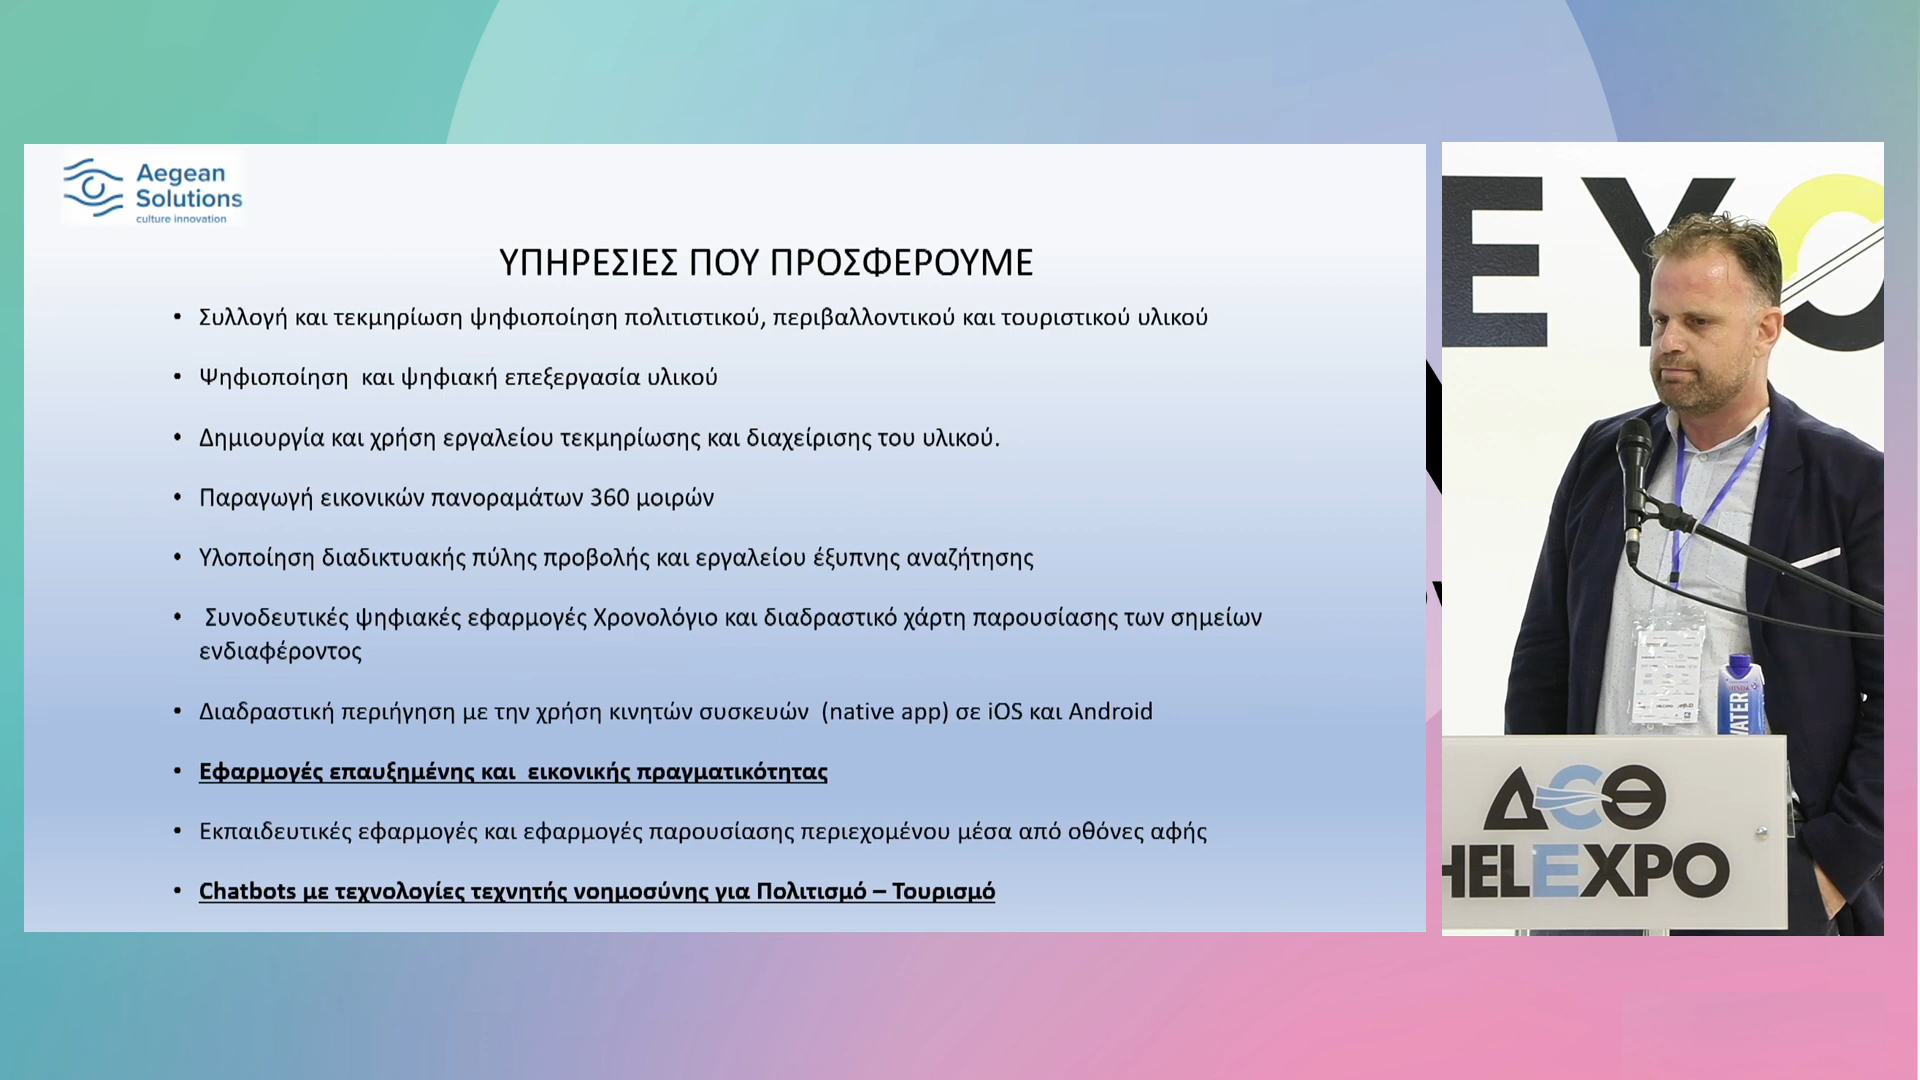 Aegean
Solutions
culture innovation
ΥΠΗΡΕΣΙΕΣ ΠΟΥ ΠΡΟΣΦΕΡΟΥΜΕ
• Συλλογή και τεκμηρίωση ψηφιοποίηση πολιτιστικού, περιβαλλοντικού και τουριστικού υλικού
• Ψηφιοποίηση  και ψηφιακή επεξεργασία υλικού
• Δημιουργία και χρήση εργαλείου τεκμηρίωσης και διαχείρισης του υλικού.
• Παραγωγή εικονικών πανοραμάτων 360 μοιρών
• Υλοποίηση διαδικτυακής πύλης προβολής και εργαλείου έξυπνης αναζήτησης
• Συνοδευτικές ψηφιακές εφαρμογές Χρονολόγιο και διαδραστικό χάρτη παρουσίασης των σημείων
ενδιαφέροντος
• Διαδραστική περιήγηση με την χρήση κινητών συσκευών  (native app) σε iOS και Android
• Εφαρμογές επαυξημένης και  εικονικής πραγματικότητας
• Εκπαιδευτικές εφαρμογές και εφαρμογές παρουσίασης περιεχομένου μέσα από οθόνες αφής
• Chatbots με τεχνολογίες τεχνητής νοημοσύνης για Πολιτισμό – Τουρισμό
EYO
WATER
ΔΕΘ
HELEXPO